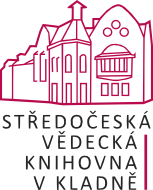 STŘEDOČESKÁ
VĚDECKÁ
KNIHOVNA
V KLADNĚ